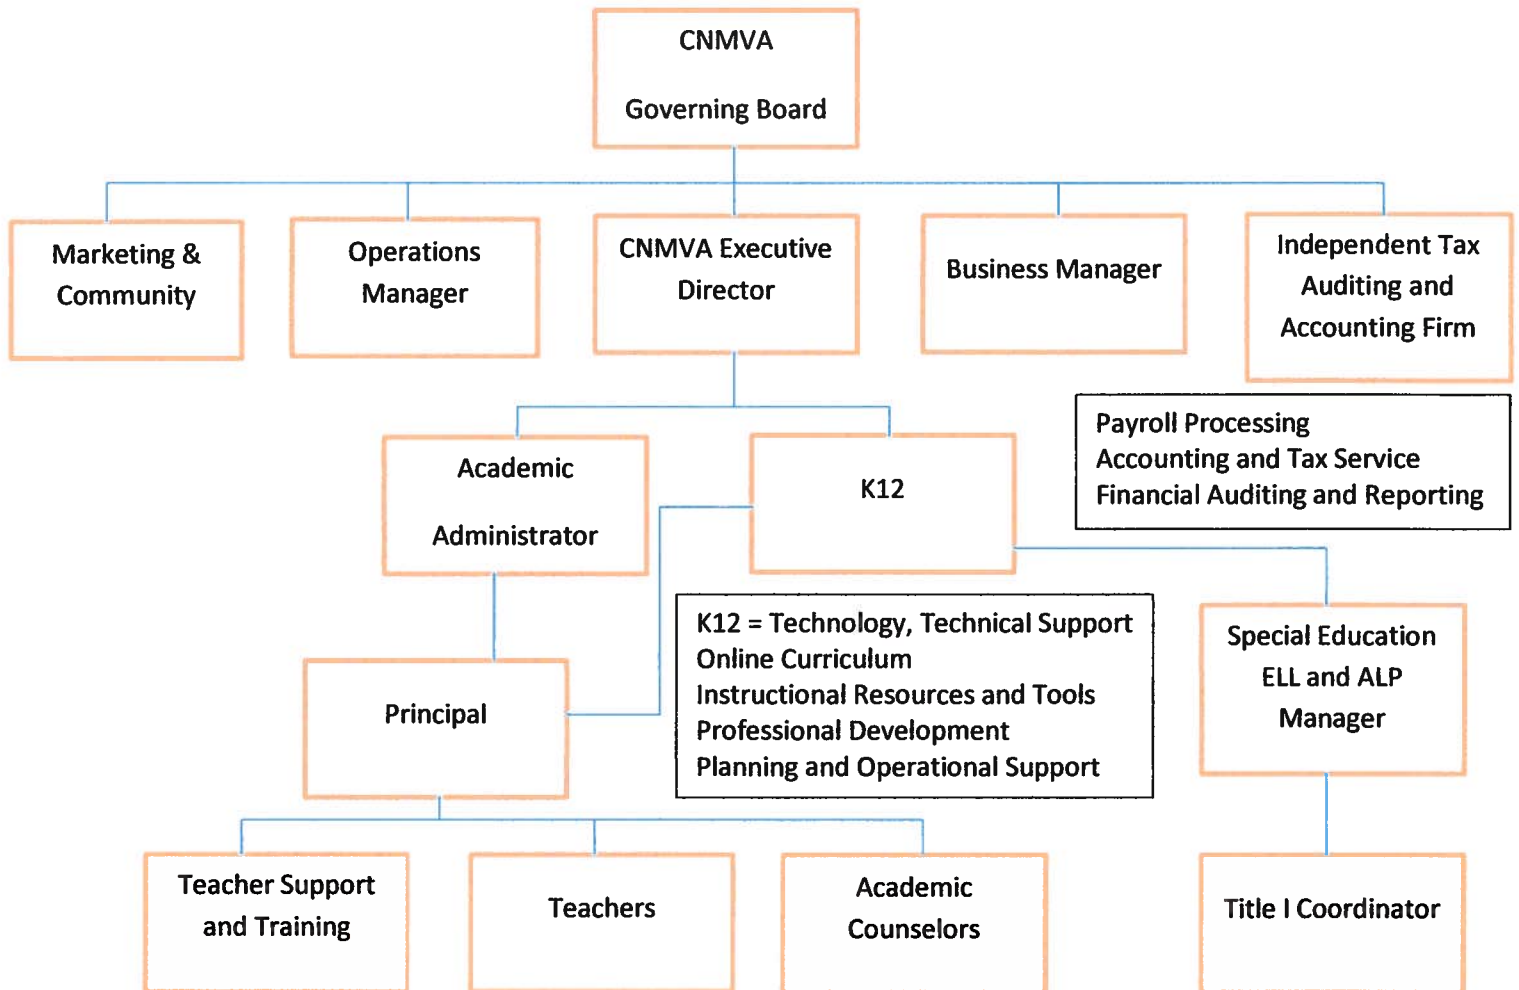 CNMVA
Governing Board
Marketing &
Community
Operations
Manager
CNMVA Executive
Director
Business Manager
Independent Tax
Auditing and
Accounting Firm
Payroll Processing
Accounting and Tax Service
Financial Auditing and Reporting
Academic
Administrator
K12
K12 = Technology, Technical Support
Online Curriculum
Instructional Resources and Tools
Professional Development
Planning and Operational Support
Special Education
ELL and ALP
Manager
Principal
Teacher Support
and Training
Teachers
Academic
Counselors
Title I Coordinator